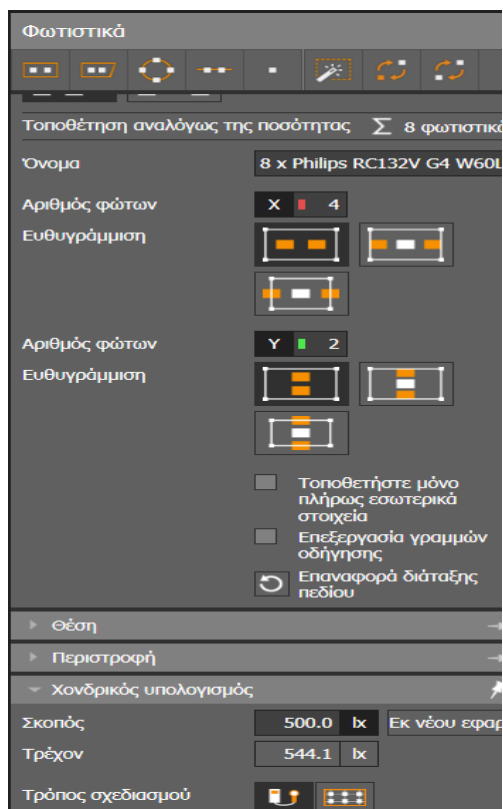 Φωτιστικά
Τοποθέτηση αναλόγως της ποσότητας Σ 8 φωτιστικά
Όνομα 8 x Philips RC132V G4 W60L
Αριθμός φώτων X 4
Ευθυγράμμιση
Αριθμός φώτων Y 2
Ευθυγράμμιση
Τοποθετήστε μόνο
πλήρως εσωτερικά
στοιχεία
Επεξεργασία γραμμών
οδήγησης
Επαναφορά διάταξης
πεδίου
Θέση
Περιστροφή
Χονδρικός υπολογισμός
Σκοπός 500.0 lx Εκ νέου εφαρ
Τρέχον 544.1 lx
Τρόπος σχεδιασμού